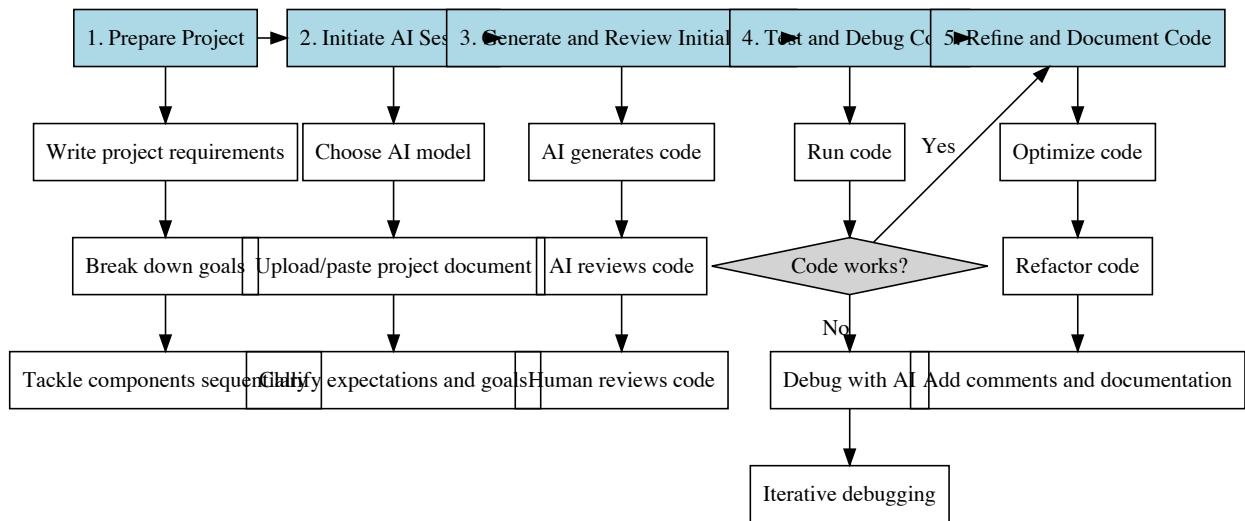 1. Prepare Project
2. Initiate AI Ses
3. Generate and Review Initial
4. Test and Debug Co
5. Refine and Document Code
Write project requirements
Choose AI model
AI generates code
Run code
Yes
Optimize code
Break down goals
Upload/paste project document
AI reviews code
Code works?
Refactor code
No
Tackle components sequentially
Clarify expectations and goals
Human reviews code
Debug with AI
Add comments and documentation
Iterative debugging